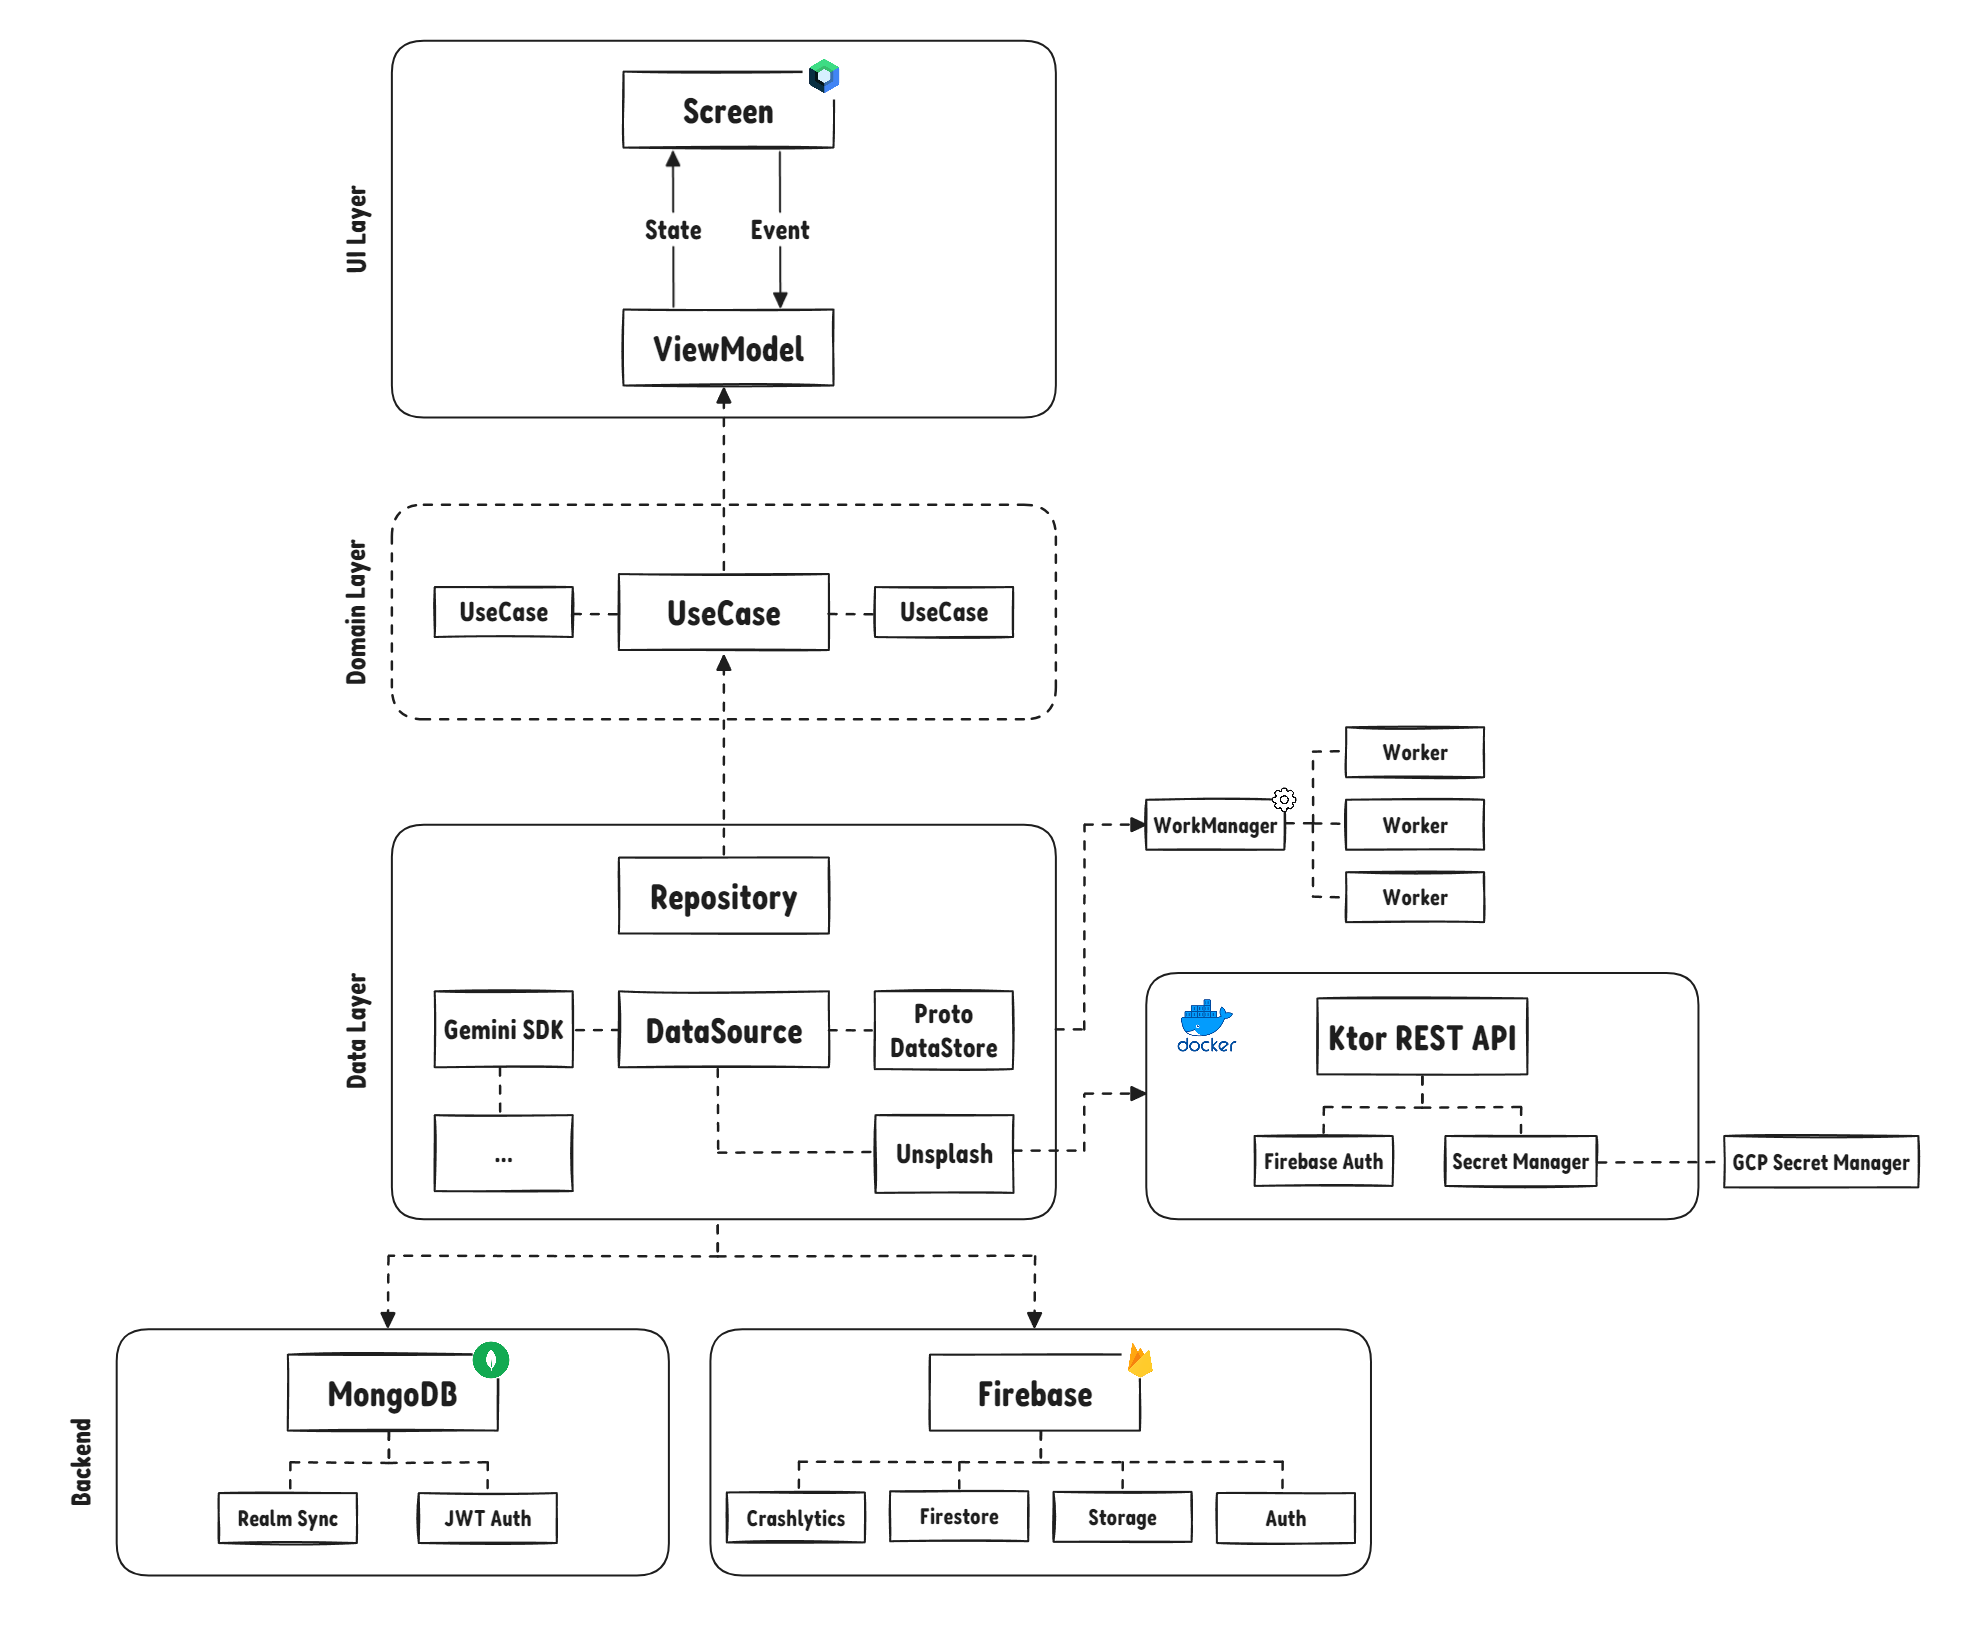 UI Layer
Screen
State
Event
ViewModel
Domain Layer
UseCase
UseCase
UseCase
Data Layer
Repository
Gemini SDK
DataSource
Proto
DataStore
...
Unsplash
WorkManager
Worker
Worker
Worker
docker
Ktor REST API
Firebase Auth
Secret Manager
GCP Secret Manager
Backend
MongoDB
Realm Sync
JWT Auth
Firebase
Crashlytics
Firestore
Storage
Auth